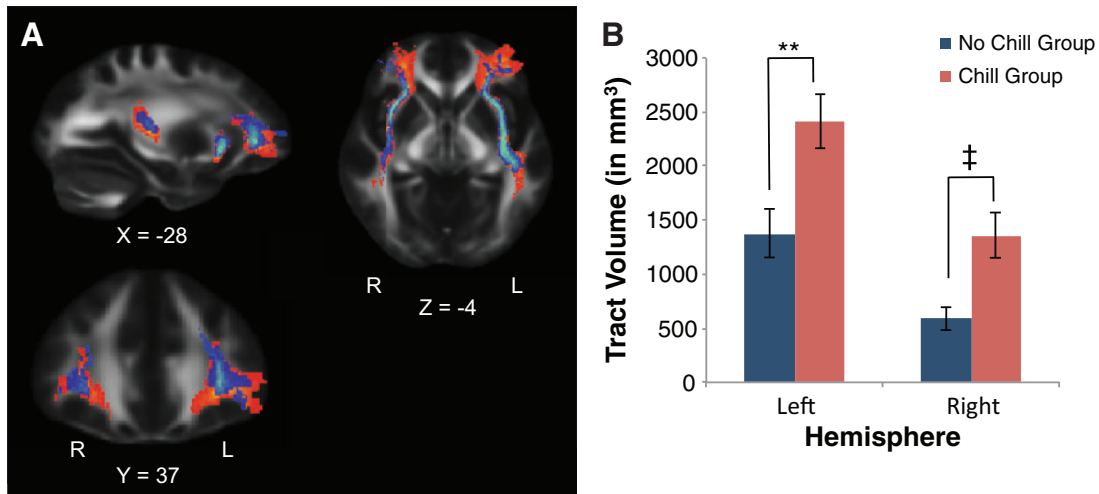 A
X = -28
R
L
Z = -4
R
L
Y = 37
B
No Chill Group
Chill Group
**
‡
3000
2500
2000
1500
1000
500
0
Tract Volume (in mm³)
Left
Right
Hemisphere